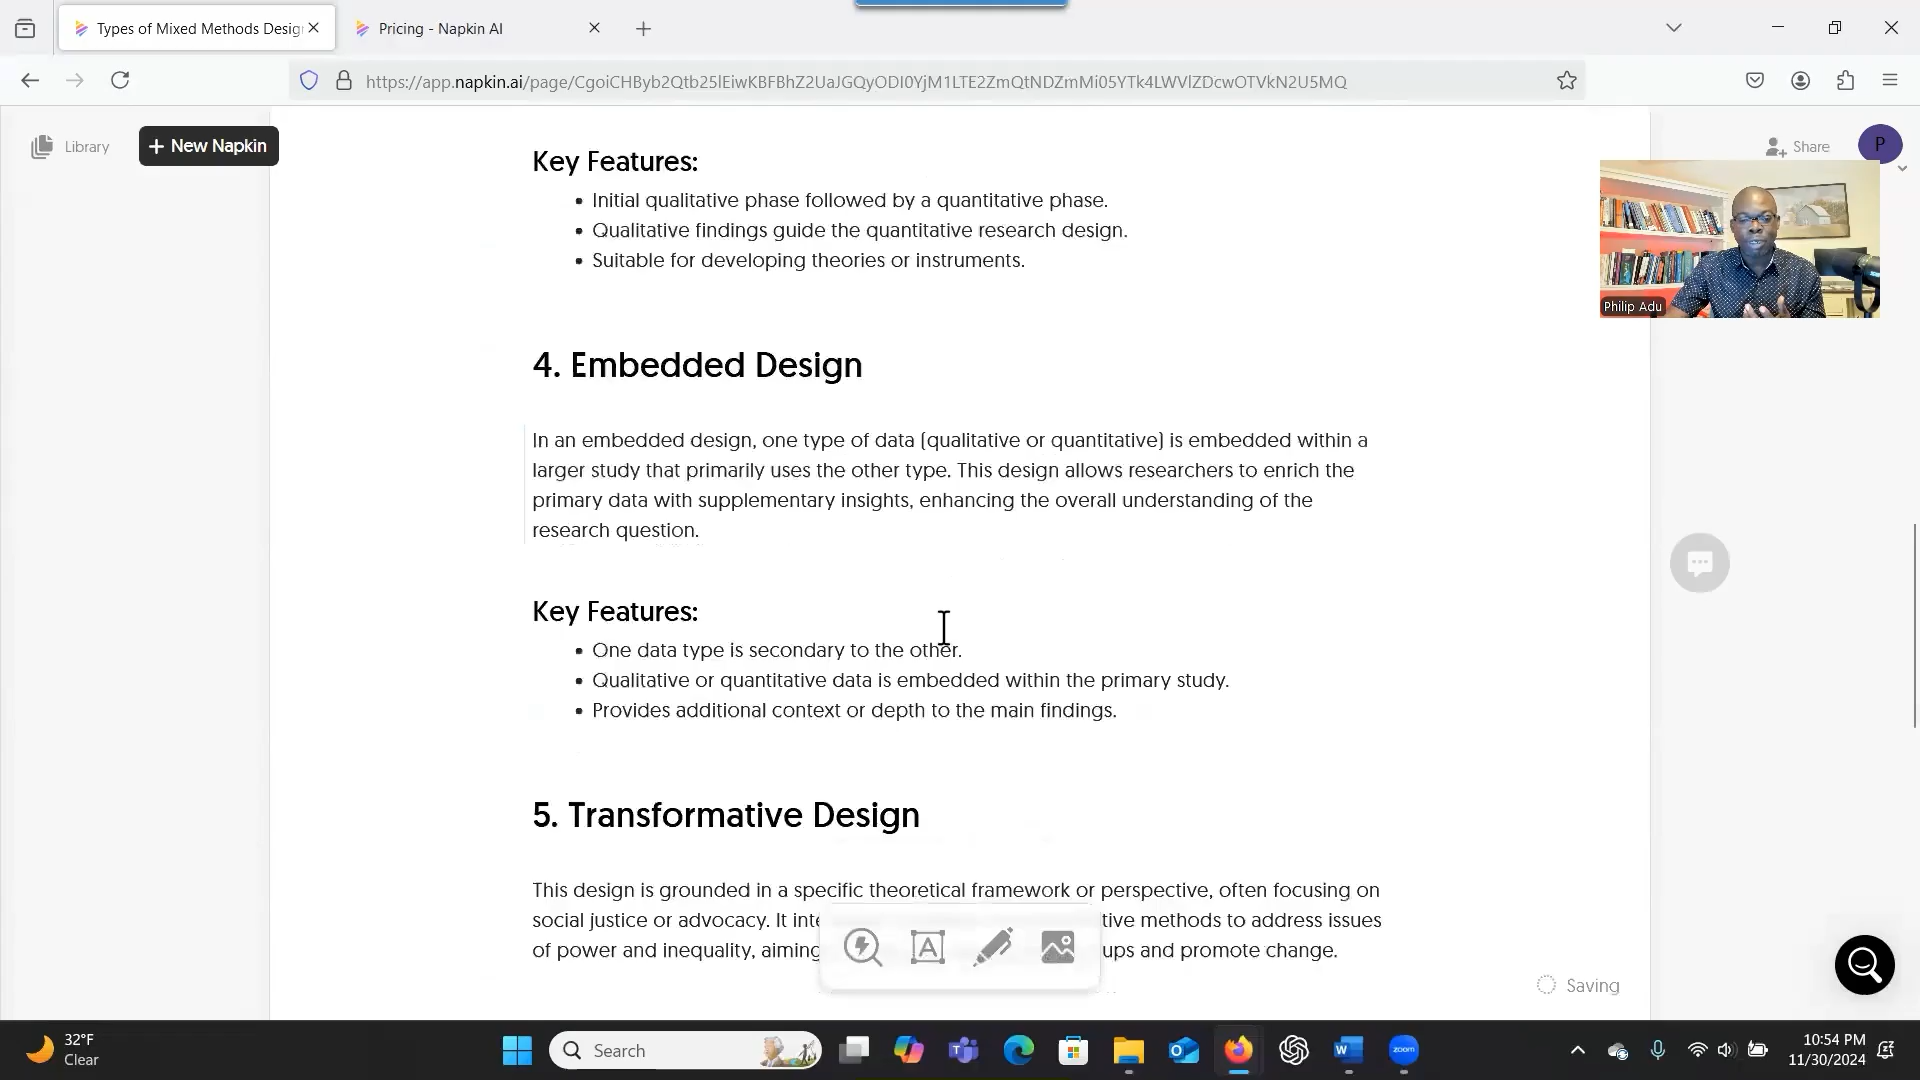 Types of Mixed Methods Desig
Pricing - Napkin AI
https://app.napkin.ai/page/CgoiCHByb2Qtb25lEiwKBFBhZ2UaJGQyODI0YjM1LTE2ZmQtNDZmMi05YTk4LWVlZDcwOTVkN2U5MQ
Library
+ New Napkin
Share
P
Philip Adu
Key Features:
• Initial qualitative phase followed by a quantitative phase.
• Qualitative findings guide the quantitative research design.
• Suitable for developing theories or instruments.
4. Embedded Design
In an embedded design, one type of data (qualitative or quantitative) is embedded within a
larger study that primarily uses the other type. This design allows researchers to enrich the
primary data with supplementary insights, enhancing the overall understanding of the
research question.
Key Features:
• One data type is secondary to the other.
• Qualitative or quantitative data is embedded within the primary study.
• Provides additional context or depth to the main findings.
5. Transformative Design
This design is grounded in a specific theoretical framework or perspective, often focusing on
social justice or advocacy. It inte tive methods to address issues
of power and inequality, aiming ups and promote change.
A
Saving
32°F
Clear
Search
zoom
10:54 PM
11/30/2024